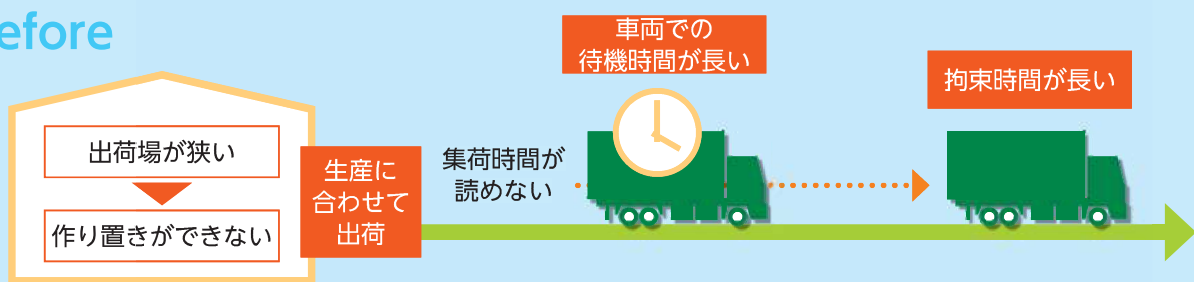 efore
出荷場が狭い
作り置きができない
生産に
合わせて
出荷
集荷時間が
読めない
車両での
待機時間が長い
拘束時間が長い